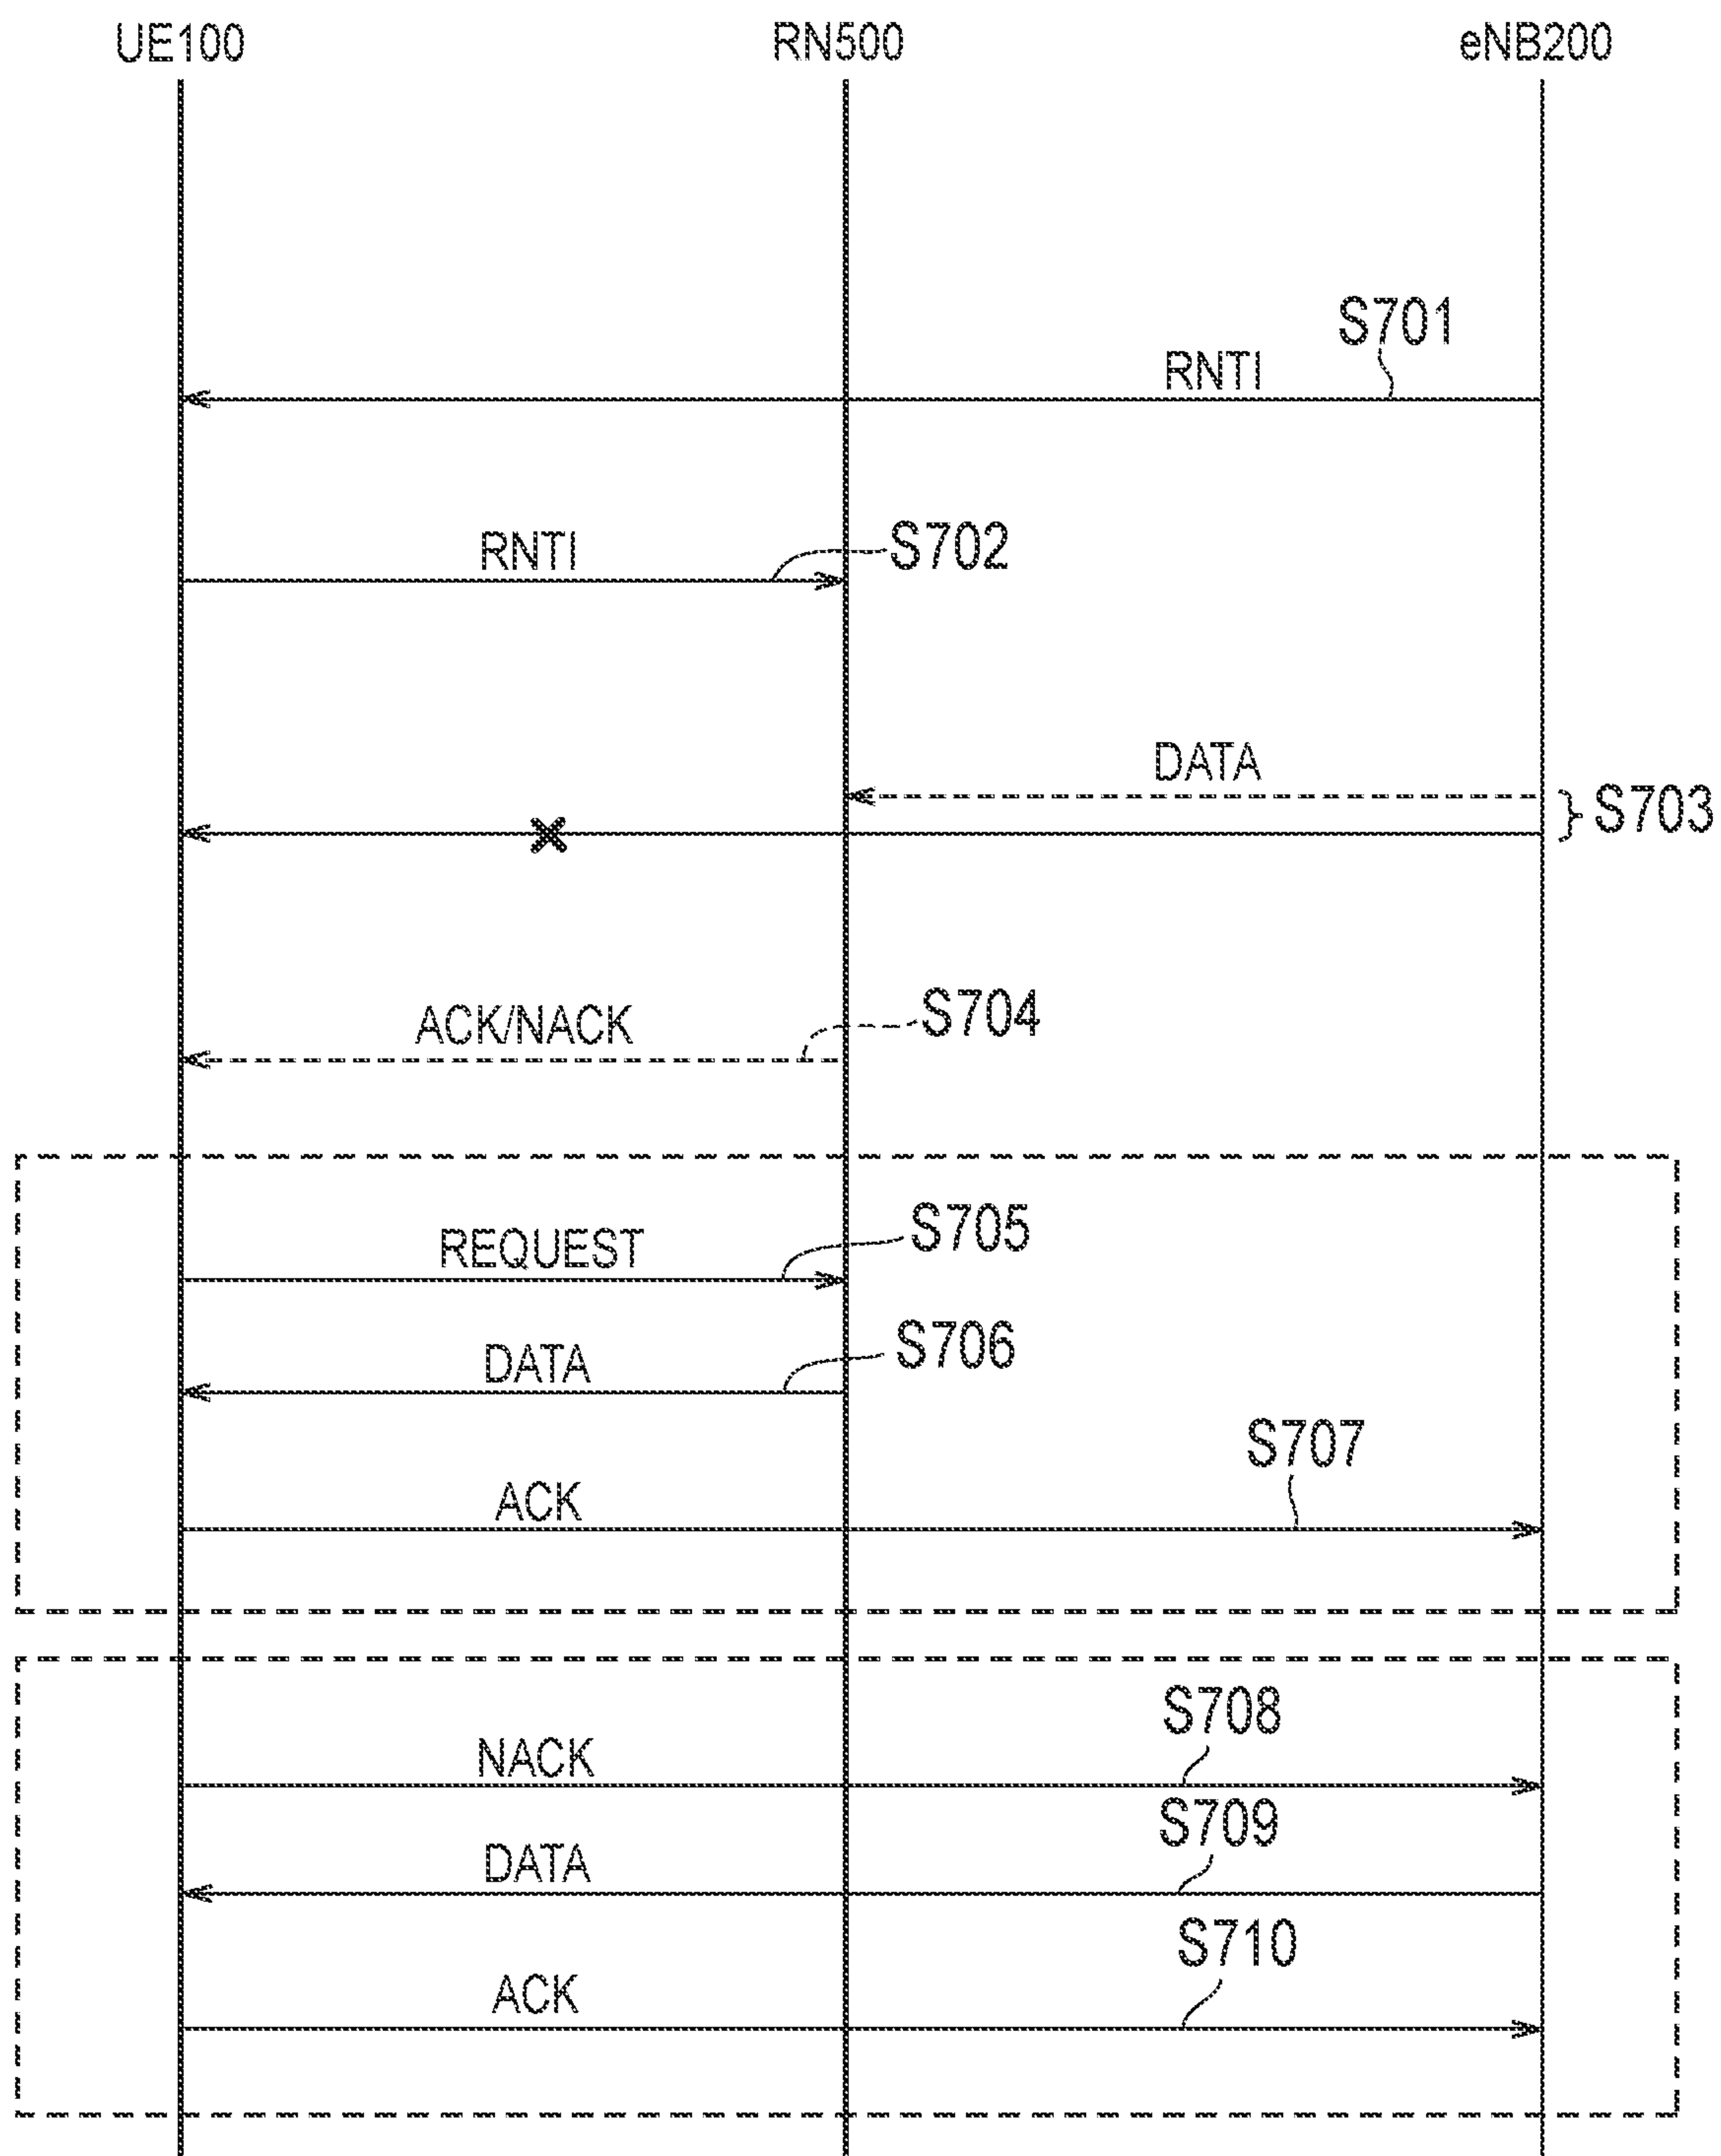 UE100 RN500 eNB200
S701
RNTI
RNTI S702
DATA
S703
ACK/NACK S704
REQUEST S705
DATA S706
S707
ACK
S708
NACK
S709
DATA
S710
ACK